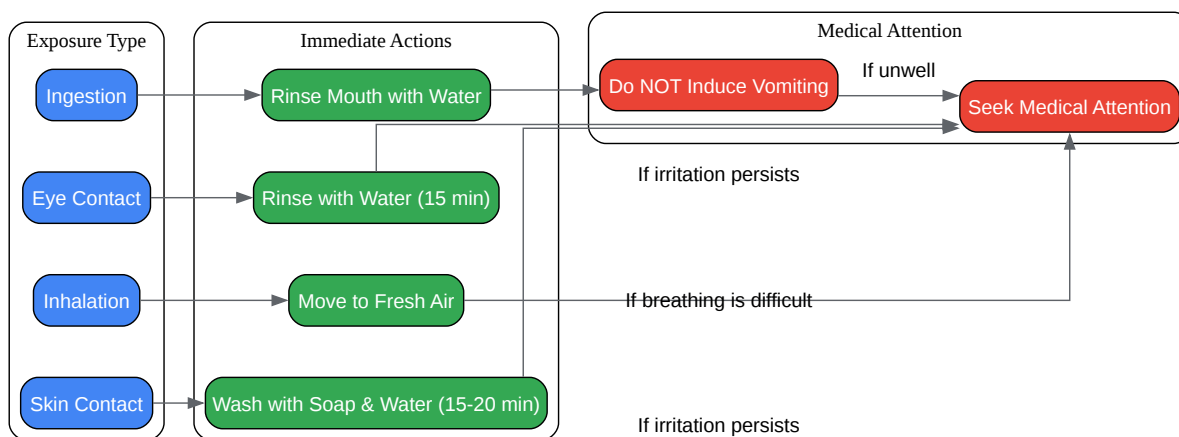 Exposure Type
Immediate Actions
Medical Attention
Ingestion
Rinse Mouth with Water
Do NOT Induce Vomiting
If unwell
Seek Medical Attention
Eye Contact
Rinse with Water (15 min)
If irritation persists
Inhalation
Move to Fresh Air
If breathing is difficult
Skin Contact
Wash with Soap & Water (15-20 min)
If irritation persists